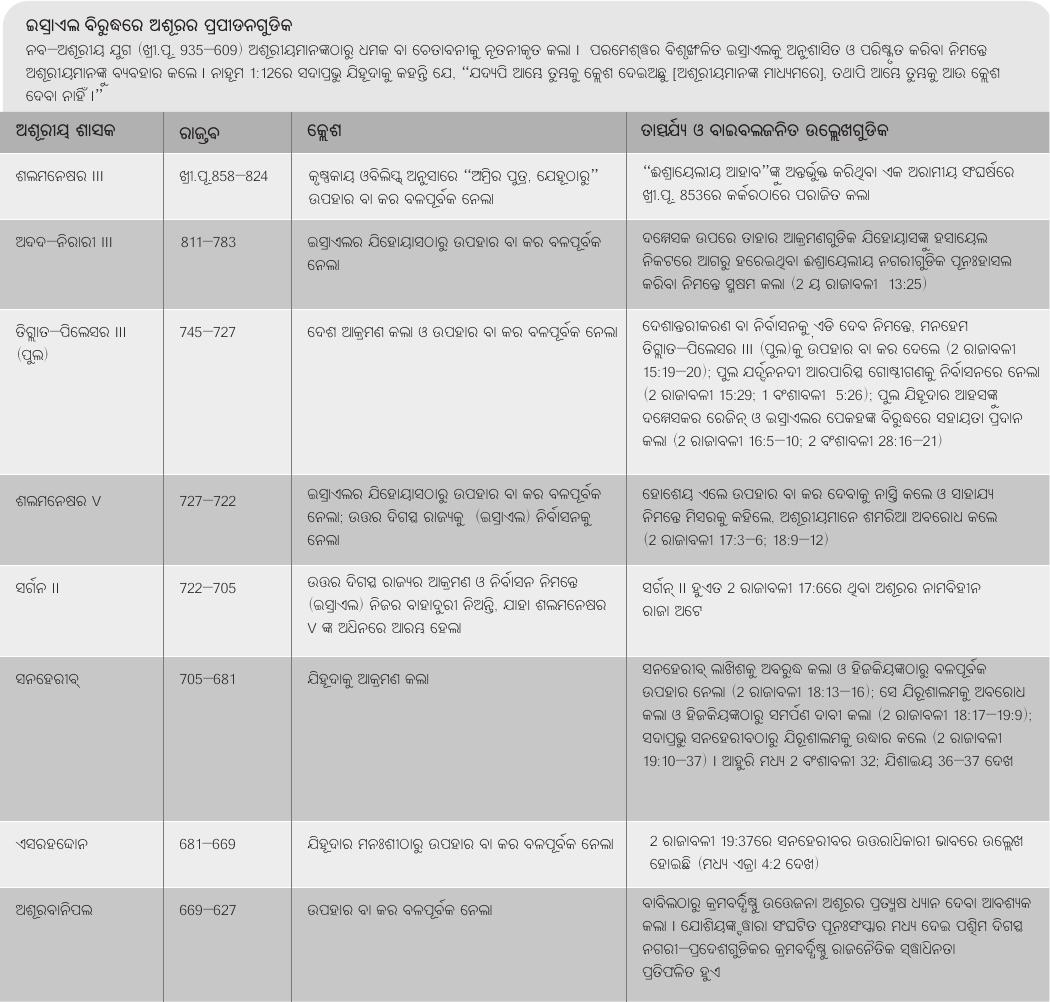 ଇସ୍ରାଏଲ ବିରୁଦ୍ଧରେ ଅଶୂରର ପ୍ରପୀଡନଗୁଡିକ
ନବ–ଅଶୂରୀୟ ଯୁଗ (ଖ୍ରୀ.ପୂ. 935–609) ଅଶୂରୀୟମାନଙ୍କଠାରୁ ଧମକ ବା ଚେତାବନୀକୁ ନୂତନୀକୃତ କଲା । ପରମେଶ୍ୱର ବିଶୃଙ୍ଖଳିତ ଇସ୍ରାଏଲକୁ ଅନୁଶାସିତ ଓ ପରିଷ୍କୃତ କରିବା ନିମନ୍ତେ
ଅଶୂରୀୟମାନଙ୍କୁ ବ୍ୟବହାର କଲେ । ନାହୂମ 1:12ରେ ସଦାପ୍ରଭୁ ଯିହୂଦାକୁ କହନ୍ତି ଯେ, “ଯଦ୍ୟପି ଆମ୍ଭେ ତୁମ୍ଭକୁ କ୍ଲେଶ ଦେଇଅଛୁ [ଅଶୂରୀୟମାନଙ୍କ ମାଧ୍ୟମରେ], ତଥାପି ଆମ୍ଭେ ତୁମ୍ଭକୁ ଆଉ କ୍ଲେଶ
ଦେବା ନାହିଁ ।”
ଅଶୂରୀୟ ଶାସକ ରାଜତ୍ଵ କ୍ଲେଶ ତାତ୍ପର୍ଯ୍ୟ ଓ ବାଇବଲଜନିତ ଉଲ୍ଲେଖଗୁଡିକ
ଶଲମନେଷର III ଖ୍ରୀ.ପୂ.858–824
କୃଷ୍ଣକାୟ ଓବିଲିସ୍କ୍ ଅନୁସାରେ “ଅମ୍ରିର ପୁତ୍ର, ଯେହୂଠାରୁ”
ଉପହାର ବା କର ବଳପୂର୍ବକ ନେଲା
“ଈଶ୍ରାୟେଲୀୟ ଆହାବ”ଙ୍କୁ ଅନ୍ତର୍ଭୁକ୍ତ କରିଥିବା ଏକ ଅରାମୀୟ ସଂଘର୍ଷରେ
ଖ୍ରୀ.ପୂ. 853ରେ କର୍କରଠାରେ ପରାଜିତ କଲା
ଅଦଦ–ନିରାରୀ III 811–783
ଇସ୍ରାଏଲର ଯିହୋୟାସଠାରୁ ଉପହାର ବା କର ବଳପୂର୍ବକ
ନେଲା
ଦମ୍ମେସକ ଉପରେ ତାହାର ଆକ୍ରମଣଗୁଡିକ ଯିହୋୟାସଙ୍କୁ ହସାୟେଲ
ନିକଟରେ ଆଗରୁ ହରେଇଥିବା ଈଶ୍ରାୟେଲୀୟ ନଗରୀଗୁଡିକ ପୂନଃହାସଲ
କରିବା ନିମନ୍ତେ ସ୍କ୍ଷମ କଲା (2 ୟ ରାଜାବଳୀ 13:25)
ତିଗ୍ଲାତ–ପିଲେସର III
(ପୁଲ)
745–727
ଦେଶ ଆକ୍ରମଣ କଲା ଓ ଉପହାର ବା କର ବଳପୂର୍ବକ ନେଲା
ଦେଶାନ୍ତରୀକରଣ ବା ନିର୍ବାସନକୁ ଏଡି ଦେବ ନିମନ୍ତେ, ମନହେମ
ତିଗ୍ଲାତ–ପିଲେସର III (ପୁଲ)କୁ ଉପହାର ବା କର ଦେଲେ (2 ରାଜାବଳୀ
15:19–20); ପୁଲ ଯର୍ଦ୍ଦନନଦୀ ଆରପାରିସ୍ଥ ଗୋଷ୍ଠୀଗଣକୁ ନିର୍ବାସନରେ ନେଲା
(2 ରାଜାବଳୀ 15:29; 1 ବଂଶାବଳୀ 5:26); ପୁଲ ଯିହୂଦାର ଆହସଙ୍କୁ
ଦମ୍ମେସକର ରେଜିନ୍ ଓ ଇସ୍ରାଏଲର ପେକହଙ୍କ ବିରୁଦ୍ଧରେ ସହାୟତା ପ୍ରଦାନ
କଲା (2 ରାଜାବଳୀ 16:5–10; 2 ବଂଶାବଳୀ 28:16–21)
ଶଲମନେଷର V 727–722
ଇସ୍ରାଏଲର ଯିହୋୟାସଠାରୁ ଉପହାର ବା କର ବଳପୂର୍ବକ
ନେଲା; ଉତ୍ତର ଦିଗସ୍ଥ ରାଜ୍ୟକୁ (ଇସ୍ରାଏଲ) ନିର୍ବାସନକୁ
ନେଲା
ହୋଶେୟ ଏଲେ ଉପହାର ବା କର ଦେବାକୁ ନାସ୍ତି କଲେ ଓ ସାହାଯ୍ୟ
ନିମନ୍ତେ ମିସରକୁ କହିଲେ, ଅଶୂରୀୟମାନେ ଶମରିଆ ଅବରୋଧ କଲେ
(2 ରାଜାବଳୀ 17:3–6; 18:9–12)
ସର୍ଗନ II 722–705
ଉତ୍ତର ଦିଗସ୍ଥ ରାଜ୍ୟର ଆକ୍ରମଣ ଓ ନିର୍ବାସନ ନିମନ୍ତେ
(ଇସ୍ରାଏଲ) ନିଜର ବାହାଦୁରୀ ନିଅନ୍ତି, ଯାହା ଶଲମନେଷର
V ଙ୍କ ଅଧିନରେ ଆରମ୍ଭ ହେଲା
ସର୍ଗନ୍ II ହୁଏତ 2 ରାଜାବଳୀ 17:6ରେ ଥିବା ଅଶୂରର ନାମବିହୀନ
ରାଜା ଅଟେ
ସନହେରୀବ୍ 705–681 ଯିହୂଦାକୁ ଆକ୍ରମଣ କଲା
ସନହେରୀବ୍ ଲାଖିଶକୁ ଅବରୁଦ୍ଧ କଲା ଓ ହିଜକିୟଙ୍କଠାରୁ ବଳପୂର୍ବକ
ଉପହାର ନେଲା (2 ରାଜାବଳୀ 18:13–16); ସେ ଯିରୂଶାଲମକୁ ଅବରୋଧ
କଲା ଓ ହିଜକିୟଙ୍କଠାରୁ ସମର୍ପଣ ଦାବୀ କଲା (2 ରାଜାବଳୀ 18:17–19:9);
ସଦାପ୍ରଭୁ ସନହେରୀବଠାରୁ ଯିରୂଶାଲମକୁ ଉଦ୍ଧାର କଲେ (2 ରାଜାବଳୀ
19:10–37) । ଆହୁରି ମଧ୍ୟ 2 ବଂଶାବଳୀ 32; ଯିଶାଇୟ 36–37 ଦେଖ
ଏସରହଦ୍ଦୋନ 681–669 ଯିହୂଦାର ମନଃଶୀଠାରୁ ଉପହାର ବା କର ବଳପୂର୍ବକ ନେଲା
2 ରାଜାବଳୀ 19:37ରେ ସନହେରୀବର ଉତ୍ତରାଧିକାରୀ ଭାବରେ ଉଲ୍ଲେଖ
ହୋଇଛି (ମଧ୍ୟ ଏଜ୍ରା 4:2 ଦେଖ)
ଅଶୂରବାନିପଲ 669–627 ଉପହାର ବା କର ବଳପୂର୍ବକ ନେଲା
ବାବିଲଠାରୁ କ୍ରମବର୍ଦ୍ଧିଷ୍ଣୁ ଉତ୍ତେଜନା ଅଶୂରର ପ୍ରତ୍ୟକ୍ଷ ଧ୍ୟାନ ଦେବା ଆବଶ୍ୟକ
କଲା । ଯୋଶିୟଙ୍କଦ୍ୱାରା ସଂଘଟିତ ପୂନଃସଂସ୍କାର ମଧ୍ୟ ଦେଇ ପଶ୍ଚିମ ଦିଗସ୍ଥ
ନଗରୀ–ପ୍ରଦେଶଗୁଡିକର କ୍ରମବର୍ଦ୍ଧିଷ୍ଣୁ ରାଜନୈତିକ ସ୍ୱାଧିନତା
ପ୍ରତିଫଳିତ ହୁଏ